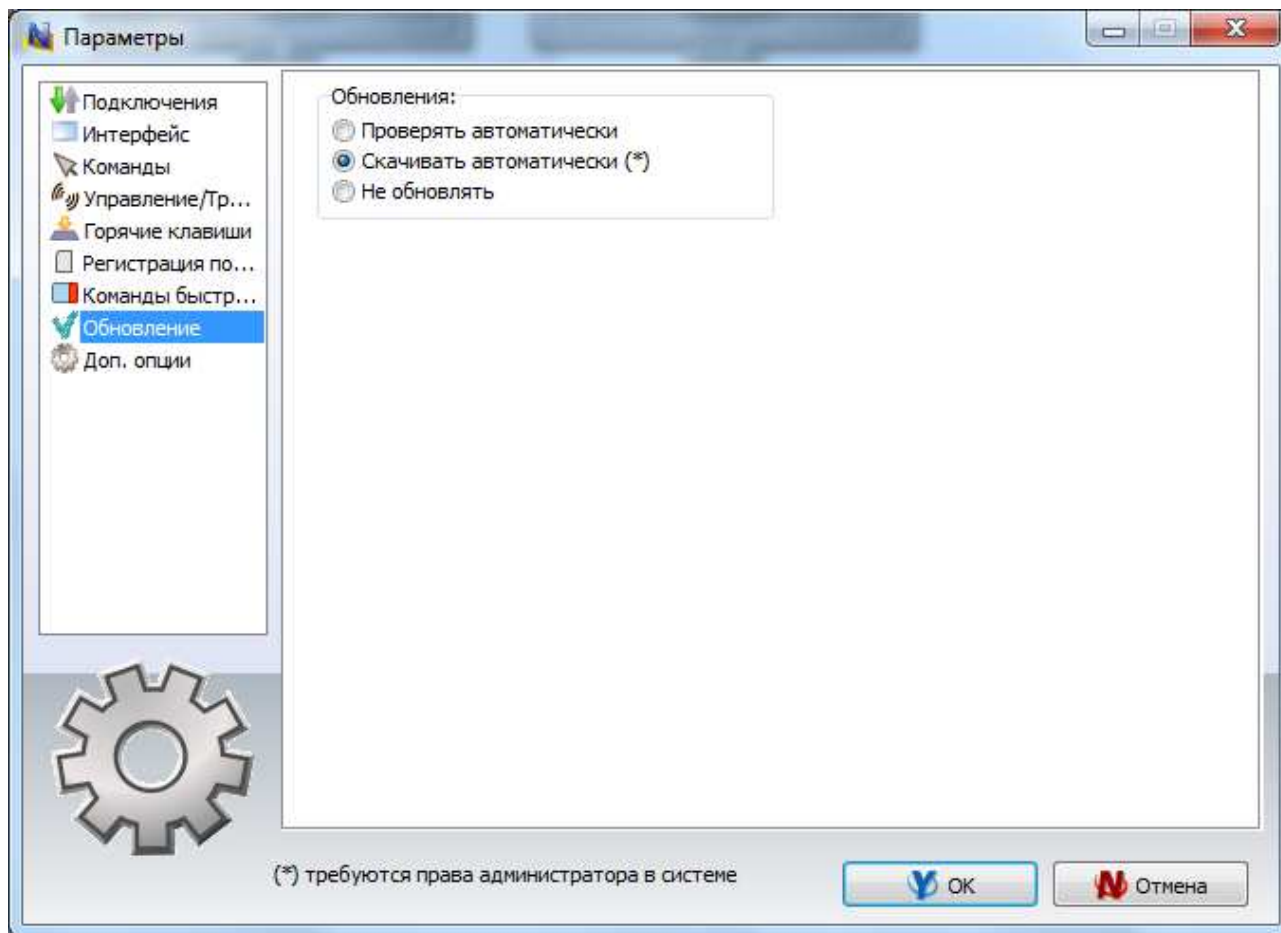 Параметры
Подключения
Интерфейс
Команды
Управление/Тр...
Горячие клавиши
Регистрация по...
Команды быстр...
Обновление
Доп. опции
Обновления:
Проверять автоматически
Скачивать автоматически (*)
Не обновлять
(*) требуются права администратора в системе
ОК
Отмена